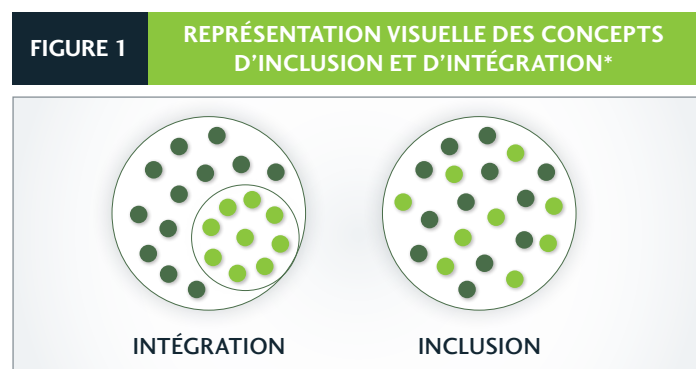 FIGURE 1
REPRÉSENTATION VISUELLE DES CONCEPTS
D'INCLUSION ET D'INTÉGRATION*
INTÉGRATION
INCLUSION